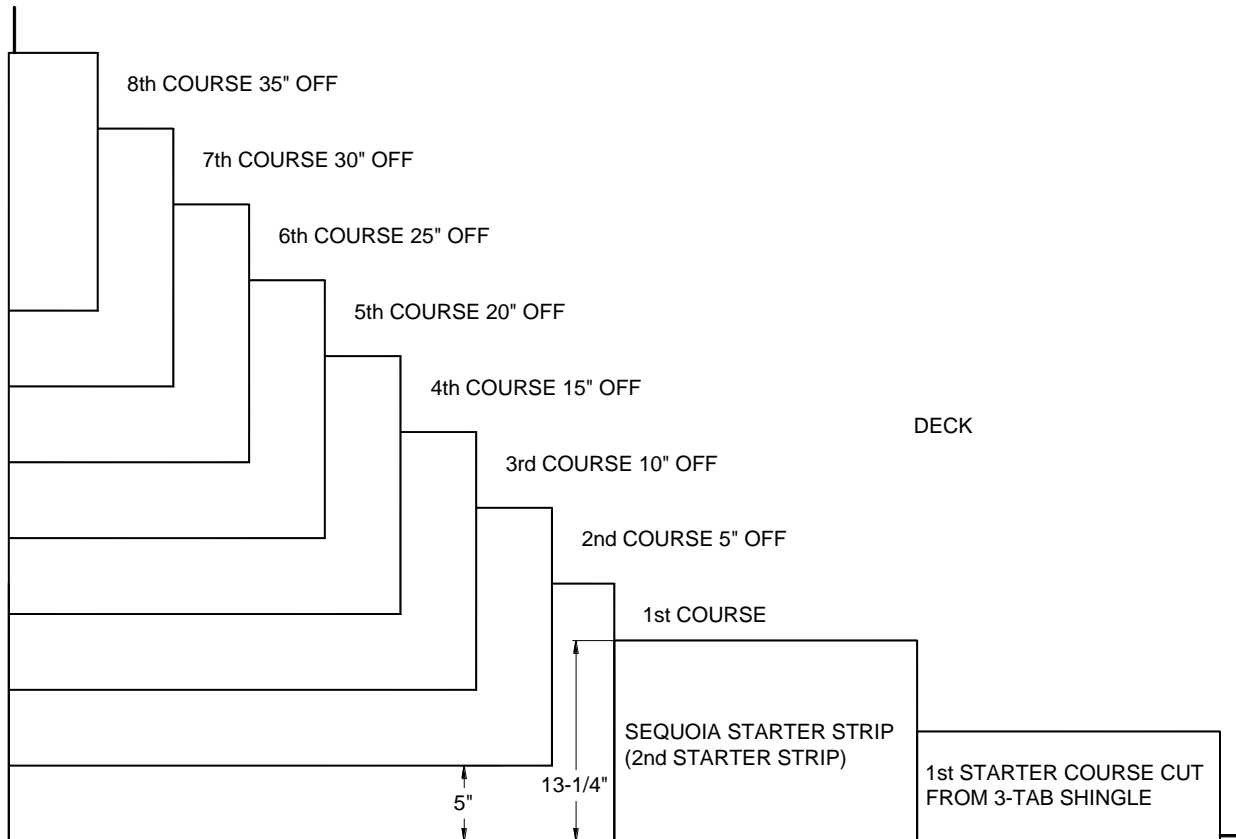 8th COURSE 35" OFF
7th COURSE 30" OFF
6th COURSE 25" OFF
5th COURSE 20" OFF
4th COURSE 15" OFF
DECK
3rd COURSE 10" OFF
2nd COURSE 5" OFF
1st COURSE
SEQUOIA STARTER STRIP
(2nd STARTER STRIP)
13-1/4"
5"
1st STARTER COURSE CUT
FROM 3-TAB SHINGLE